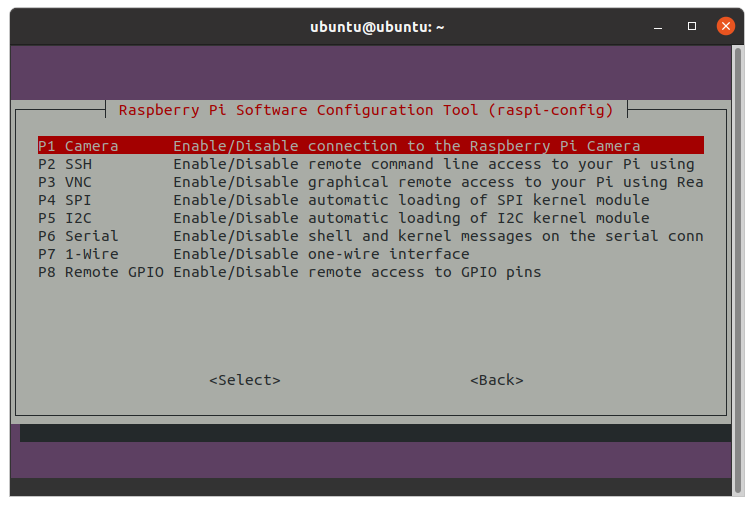 ubuntu@ubuntu: ~
Raspberry Pi Software Configuration Tool (raspi-config)
P1 Camera Enable/Disable connection to the Raspberry Pi Camera
P2 SSH Enable/Disable remote command line access to your Pi using
P3 VNC Enable/Disable graphical remote access to your Pi using Rea
P4 SPI Enable/Disable automatic loading of SPI kernel module
P5 I2C Enable/Disable automatic loading of I2C kernel module
P6 Serial Enable/Disable shell and kernel messages on the serial conn
P7 1-Wire Enable/Disable one-wire interface
P8 Remote GPIO Enable/Disable remote access to GPIO pins
<Select> <Back>